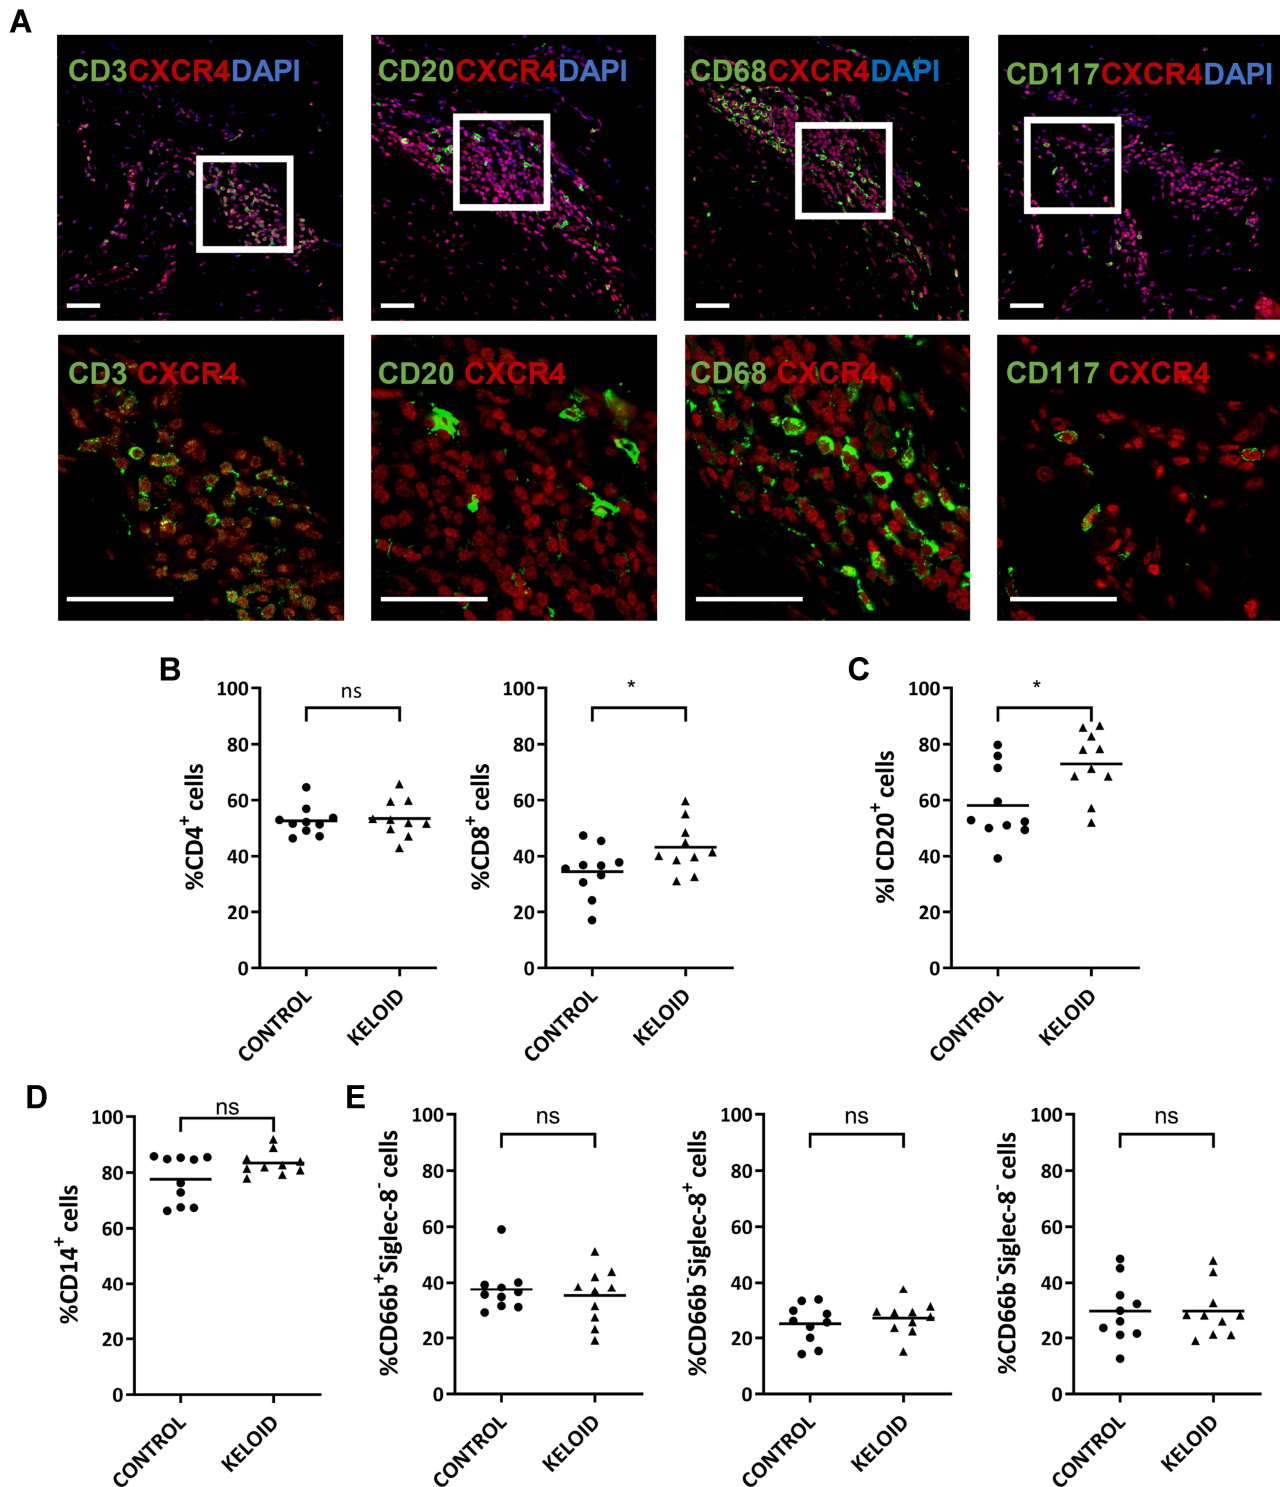 A
CD3CXCR4DAPI
CD20CXCR4DAPI
CD68CXCR4DAPI
CD117CXCR4DAPI
CD3 CXCR4
CD20 CXCR4
CD68 CXCR4
CD117 CXCR4
B
%CD4+ cells
100
80
60
40
20
0
ns
CONTROL
KELOID
%CD8+ cells
100
80
60
40
20
0
*
CONTROL
KELOID
C
%I CD20+ cells
100
80
60
40
20
0
*
CONTROL
KELOID
D
%CD14+ cells
100
80
60
40
20
0
ns
CONTROL
KELOID
E
%CD66b+Siglec-8- cells
100
80
60
40
20
0
ns
CONTROL
KELOID
%CD66b-Siglec-8+ cells
100
80
60
40
20
0
ns
CONTROL
KELOID
%CD66b-Siglec-8- cells
100
80
60
40
20
0
ns
CONTROL
KELOID